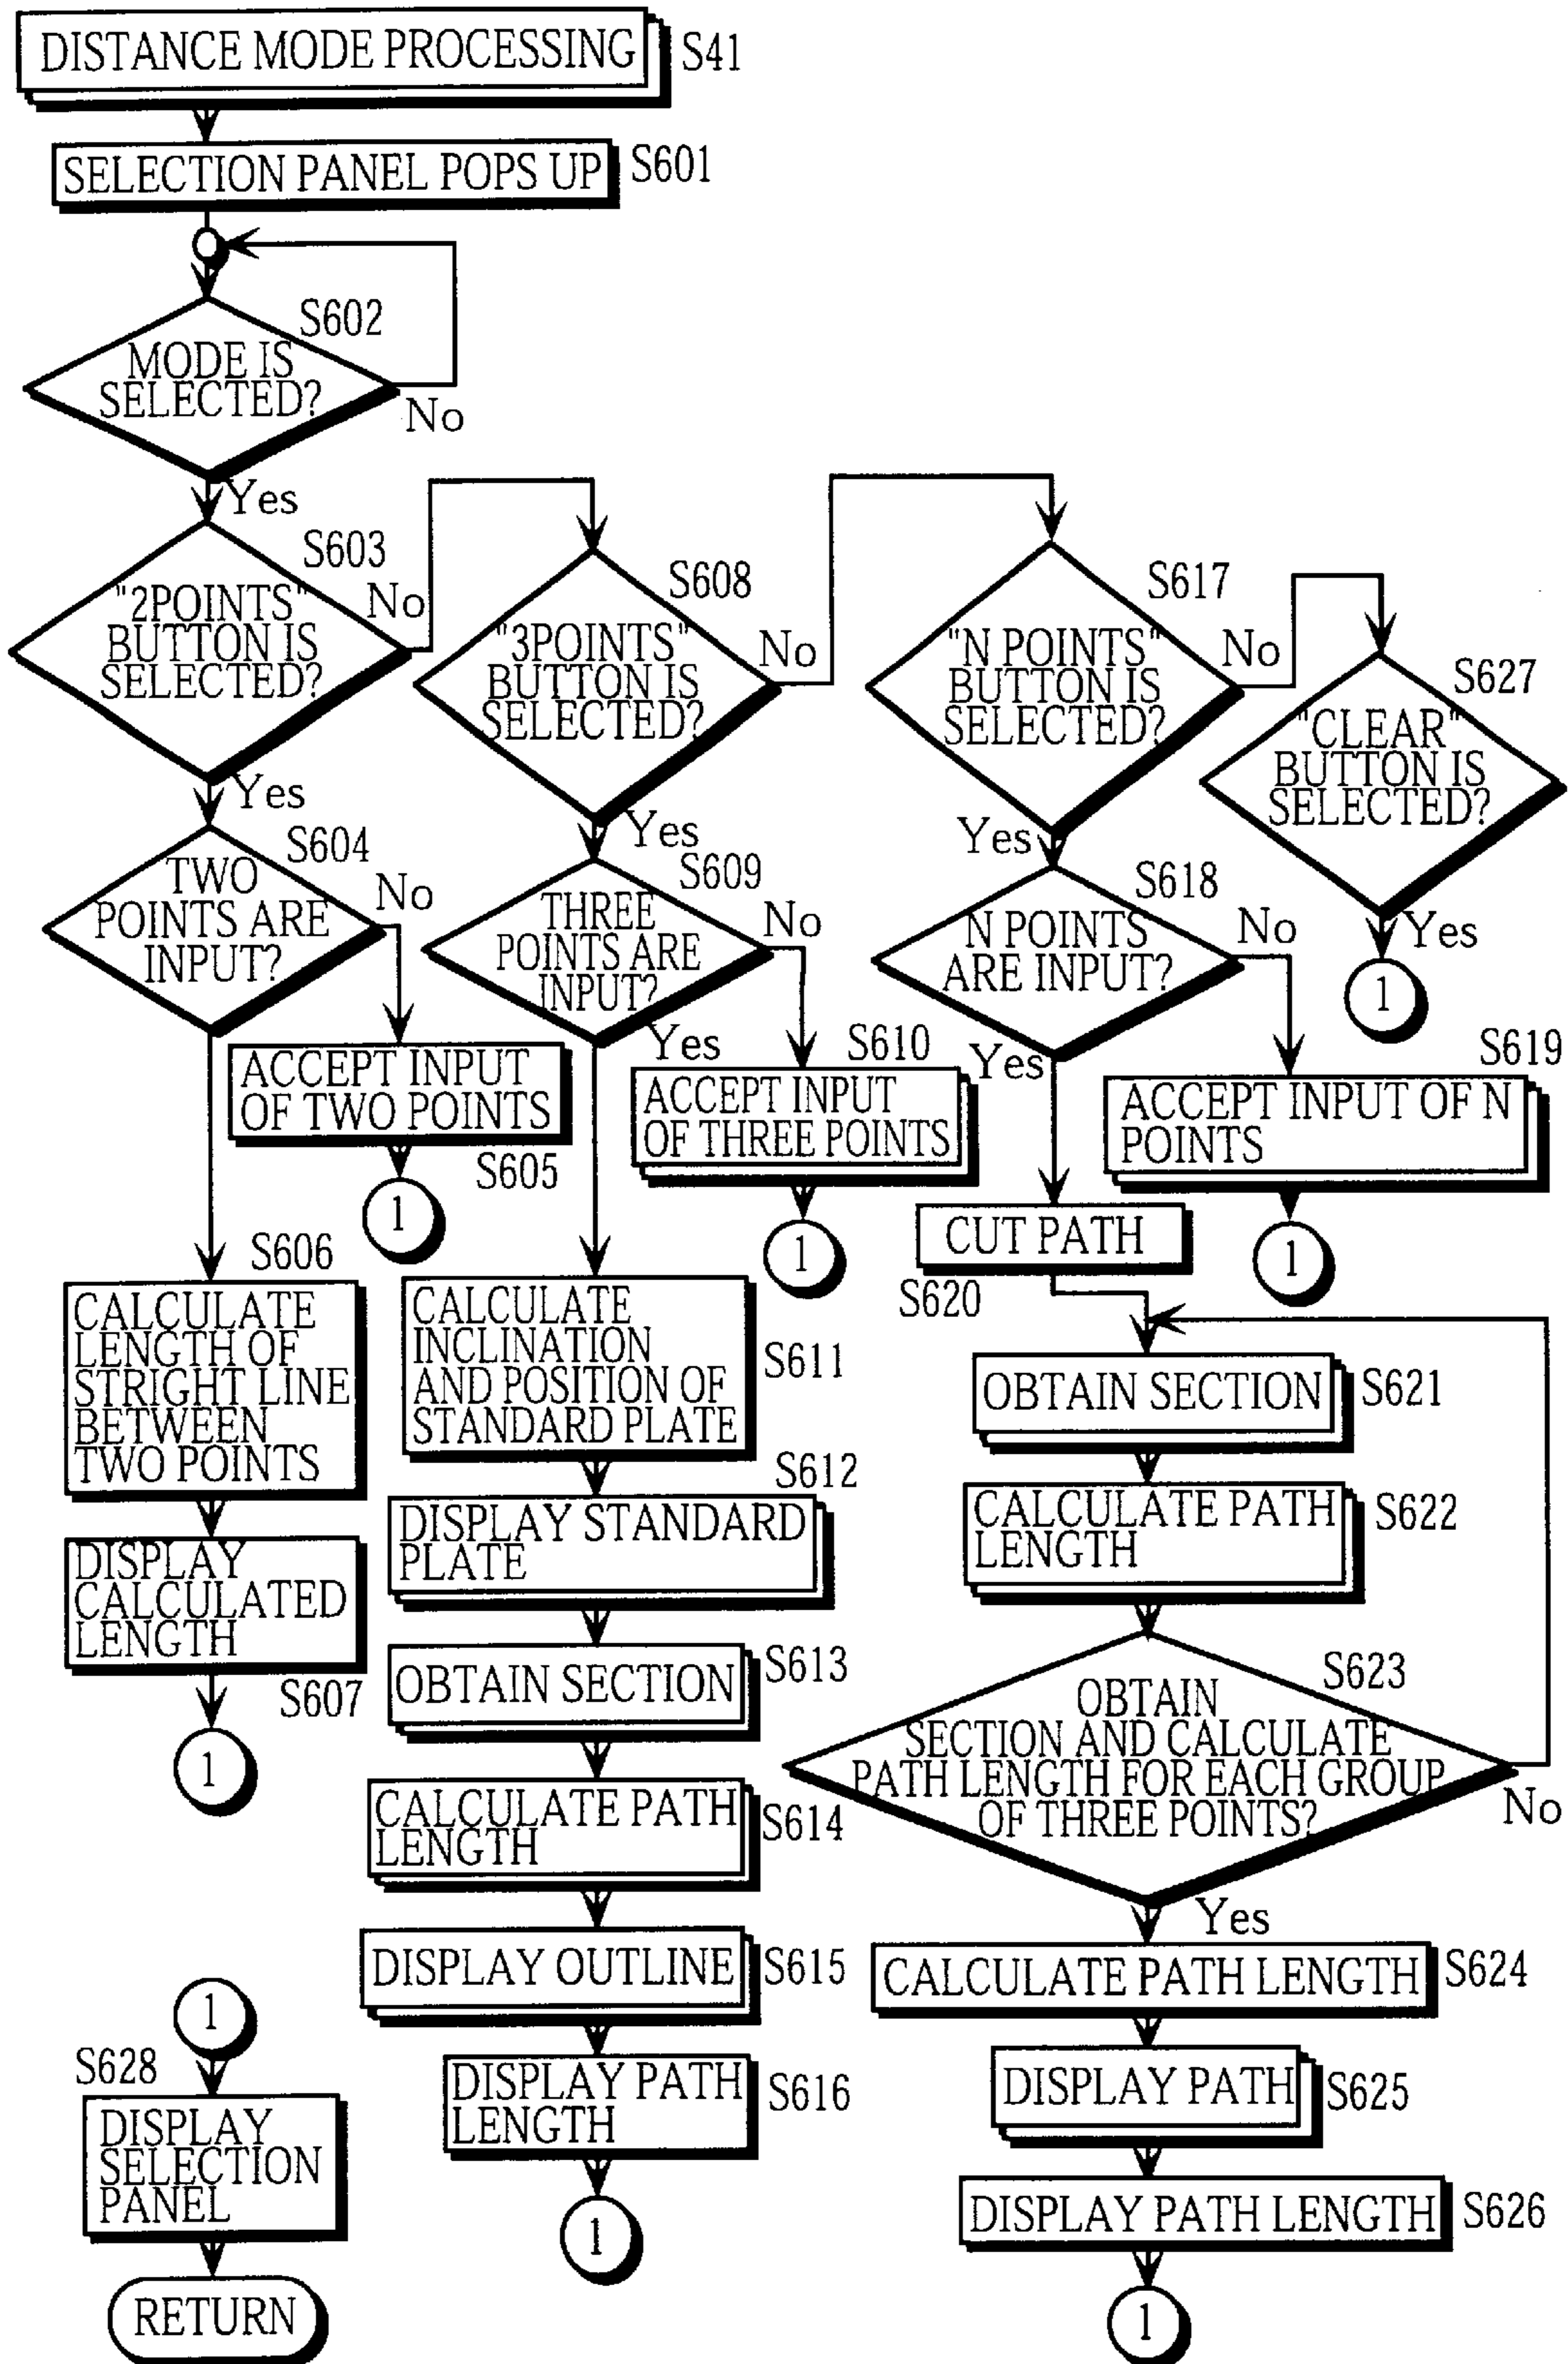 DISTANCE MODE PROCESSING
S41
SELECTION PANEL POPS UP
S601
S602
MODE IS
SELECTED?
No
Yes
S603
"2POINTS"
BUTTON IS
SELECTED?
No
Yes
S604
TWO
POINTS ARE
INPUT?
No
ACCEPT INPUT
OF TWO POINTS
S605
1
S606
CALCULATE
LENGTH OF
STRIGHT LINE
BETWEEN
TWO POINTS
DISPLAY
CALCULATED
LENGTH
S607
1
S608
"3POINTS"
BUTTON IS
SELECTED?
No
Yes
S609
THREE
POINTS ARE
INPUT?
No
Yes
S610
ACCEPT INPUT
OF THREE POINTS
1
CALCULATE
INCLINATION
AND POSITION OF
STANDARD PLATE
S611
S612
DISPLAY STANDARD
PLATE
OBTAIN SECTION
S613
CALCULATE PATH
LENGTH
S614
DISPLAY OUTLINE
S615
DISPLAY PATH
LENGTH
S616
1
S617
"N POINTS"
BUTTON IS
SELECTED?
No
Yes
S618
N POINTS
ARE INPUT?
No
Yes
S619
ACCEPT INPUT OF N
POINTS
1
CUT PATH
S620
OBTAIN SECTION
S621
CALCULATE PATH
LENGTH
S622
S623
OBTAIN
SECTION AND CALCULATE
PATH LENGTH FOR EACH GROUP
OF THREE POINTS?
No
Yes
CALCULATE PATH LENGTH
S624
DISPLAY PATH
S625
DISPLAY PATH LENGTH
S626
1
S627
"CLEAR"
BUTTON IS
SELECTED?
Yes
1
1
S628
DISPLAY
SELECTION
PANEL
RETURN